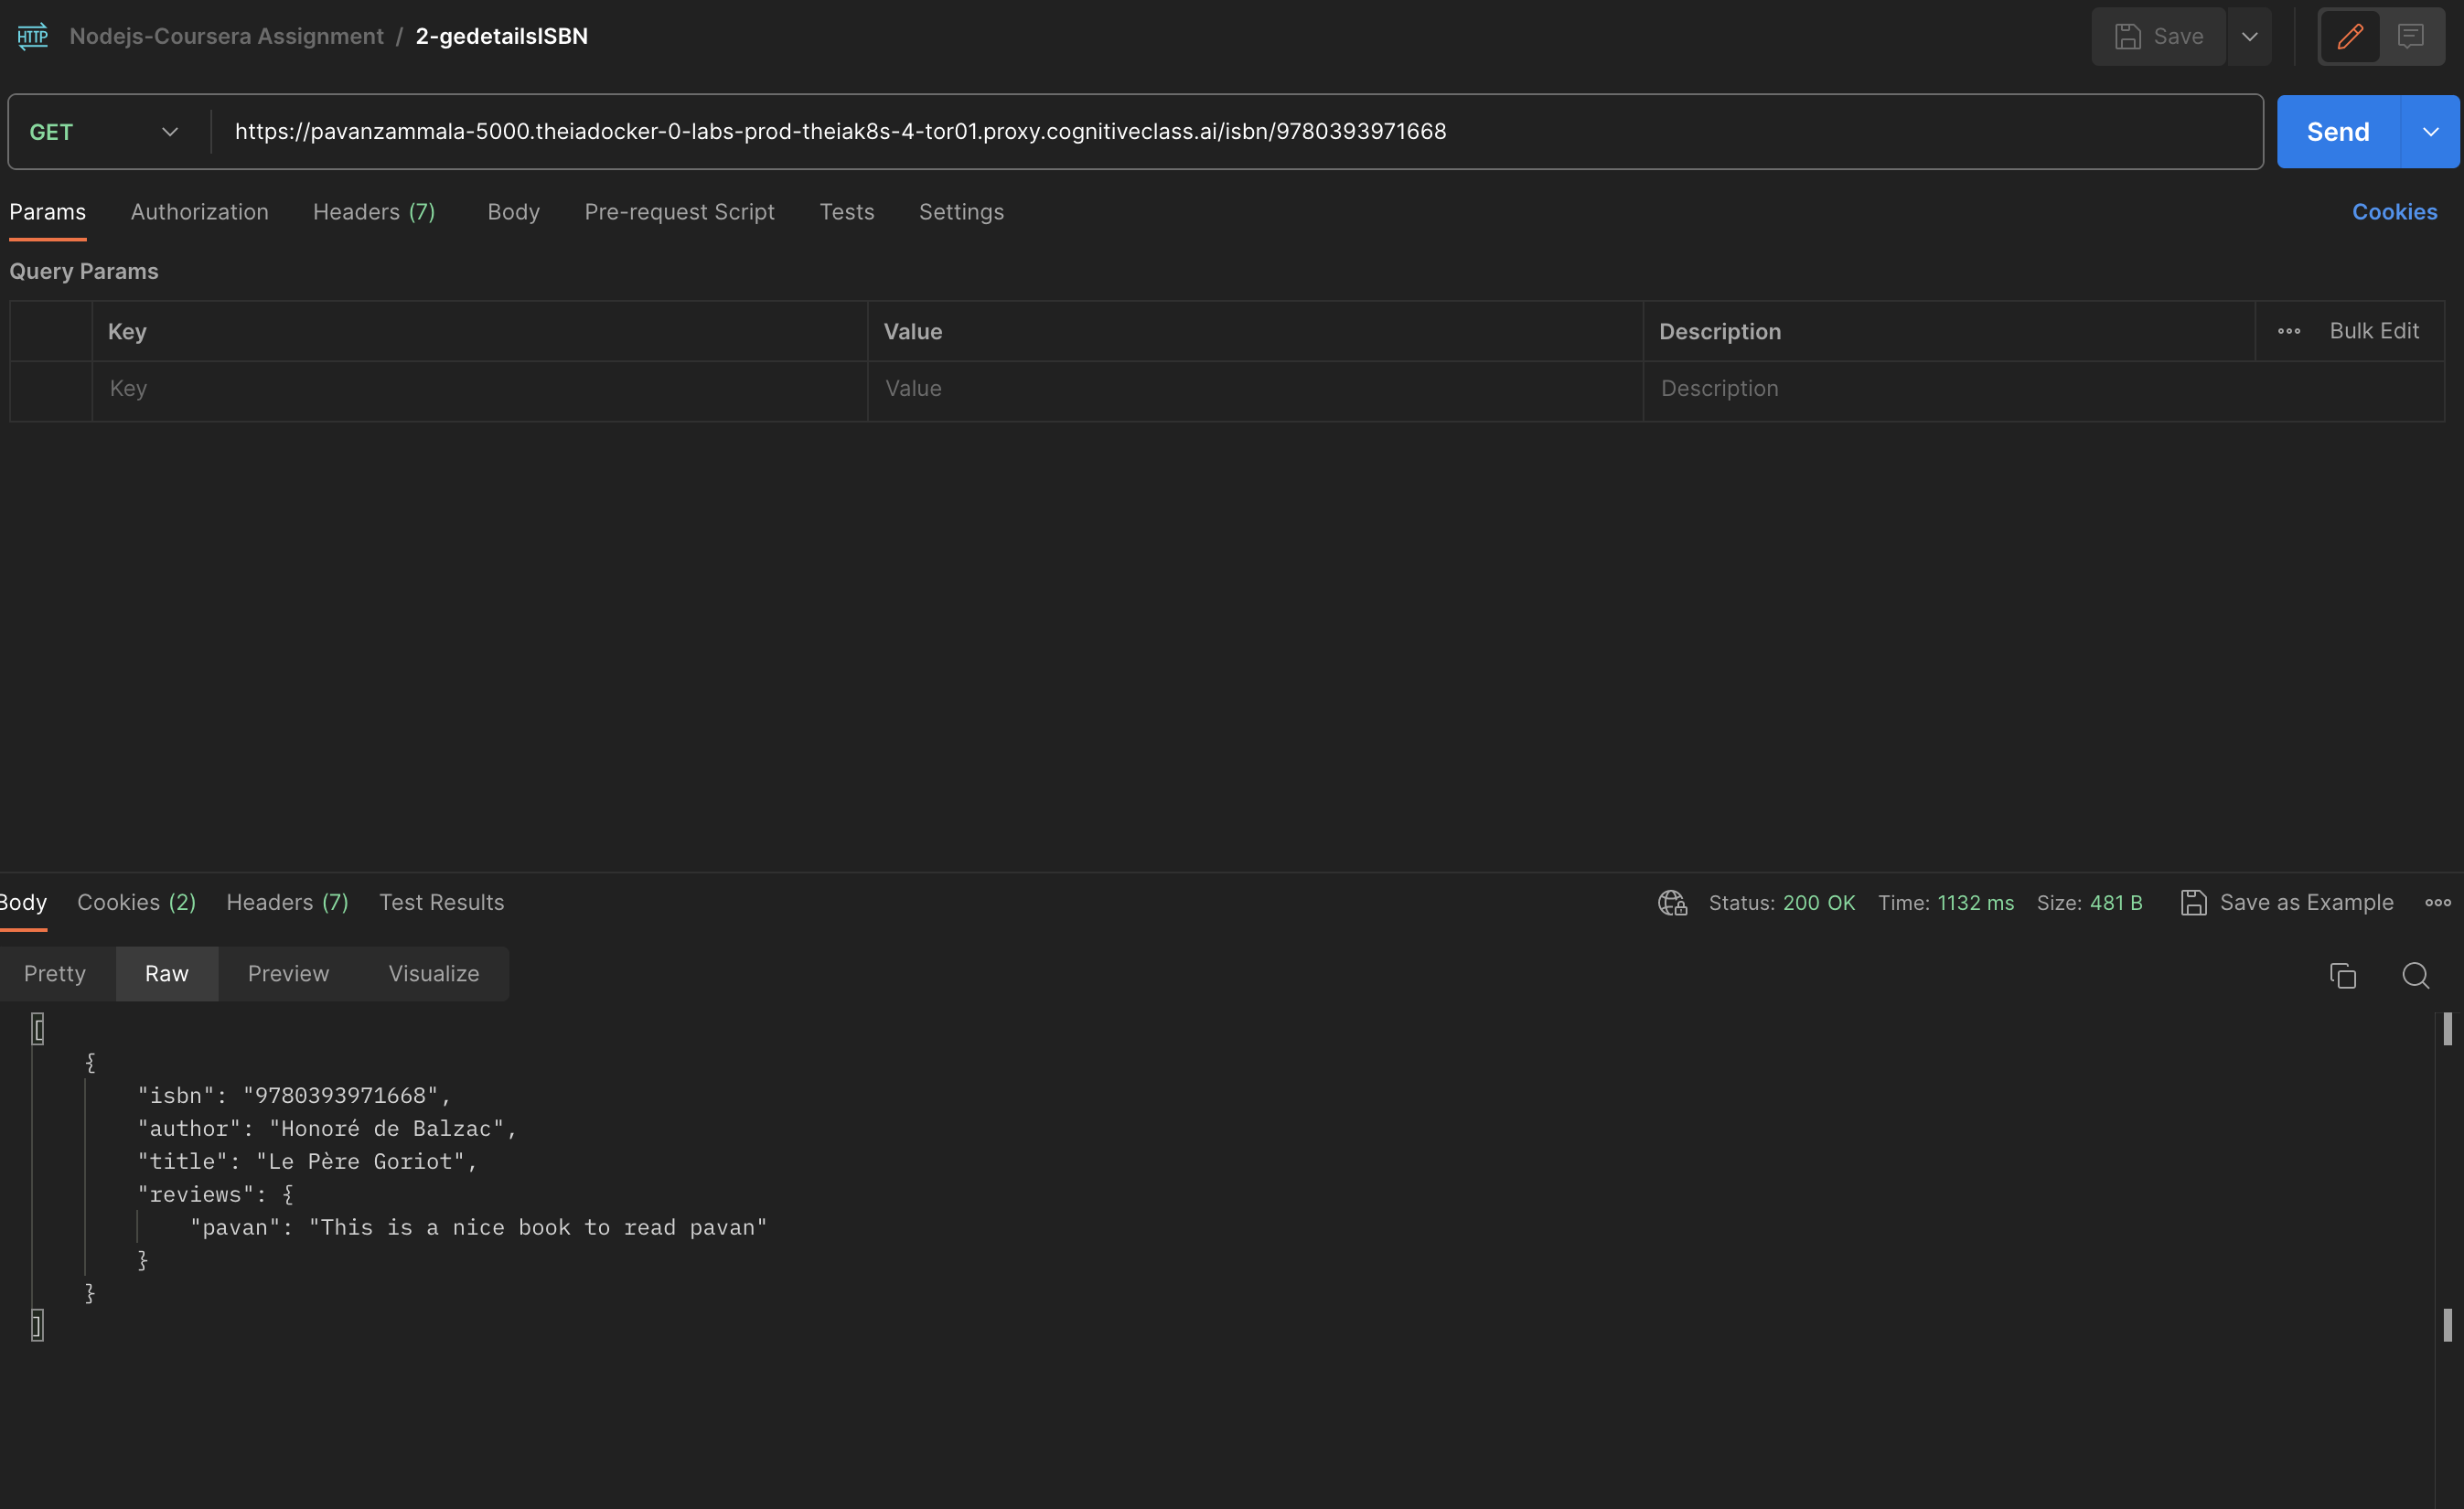 HTTP Nodejs-Coursera Assignment / 2-gedetailsISBN Save
GET https://pavanzammala-5000.theiadocker-0-labs-prod-theiak8s-4-tor01.proxy.cognitiveclass.ai/isbn/9780393971668 Send
Params Authorization Headers (7) Body Pre-request Script Tests Settings Cookies
Query Params
Key Value Description Bulk Edit
Key Value Description
Body Cookies (2) Headers (7) Test Results Status: 200 OK Time: 1132 ms Size: 481 B Save as Example
Pretty Raw Preview Visualize
[
{
"isbn": "9780393971668",
"author": "Honoré de Balzac",
"title": "Le Père Goriot",
"reviews": {
"pavan": "This is a nice book to read pavan"
}
}
]